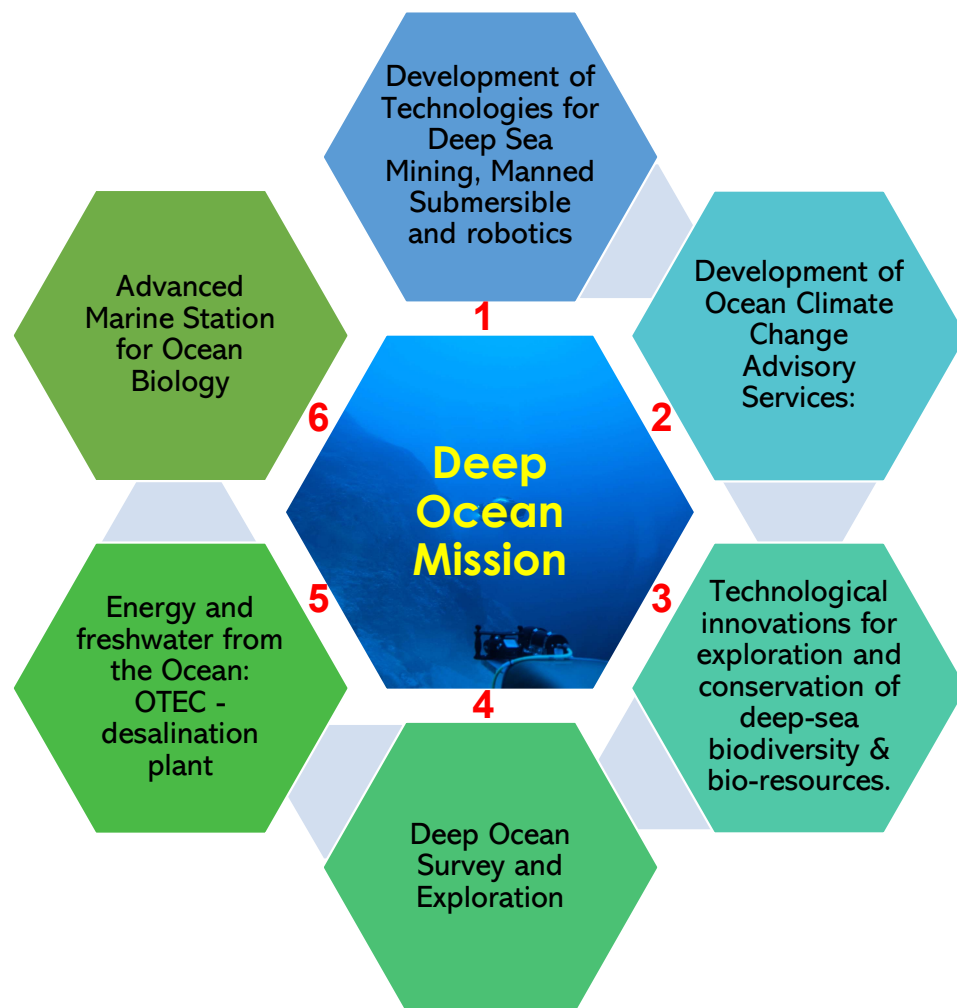 Deep
Ocean
Mission
1
Development of
Technologies for
Deep Sea
Mining, Manned
Submersible
and robotics
2
Development of
Ocean Climate
Change
Advisory
Services:
3
Technological
innovations for
exploration and
conservation of
deep-sea
biodiversity &
bio-resources.
4
Deep Ocean
Survey and
Exploration
5
Energy and
freshwater from
the Ocean:
OTEC -
desalination
plant
6
Advanced
Marine Station
for Ocean
Biology